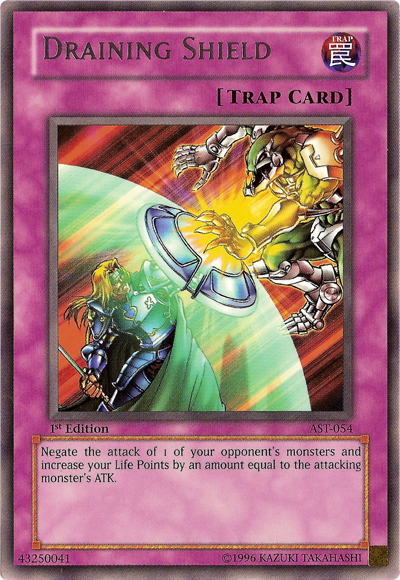 DRAINING SHIELD
TRAP
罠
[TRAP CARD]
1st Edition
AST-054
Negate the attack of 1 of your opponent's monsters and
increase your Life Points by an amount equal to the attacking
monster's ATK.
43250041
©1996 KAZUKI TAKAHASHI